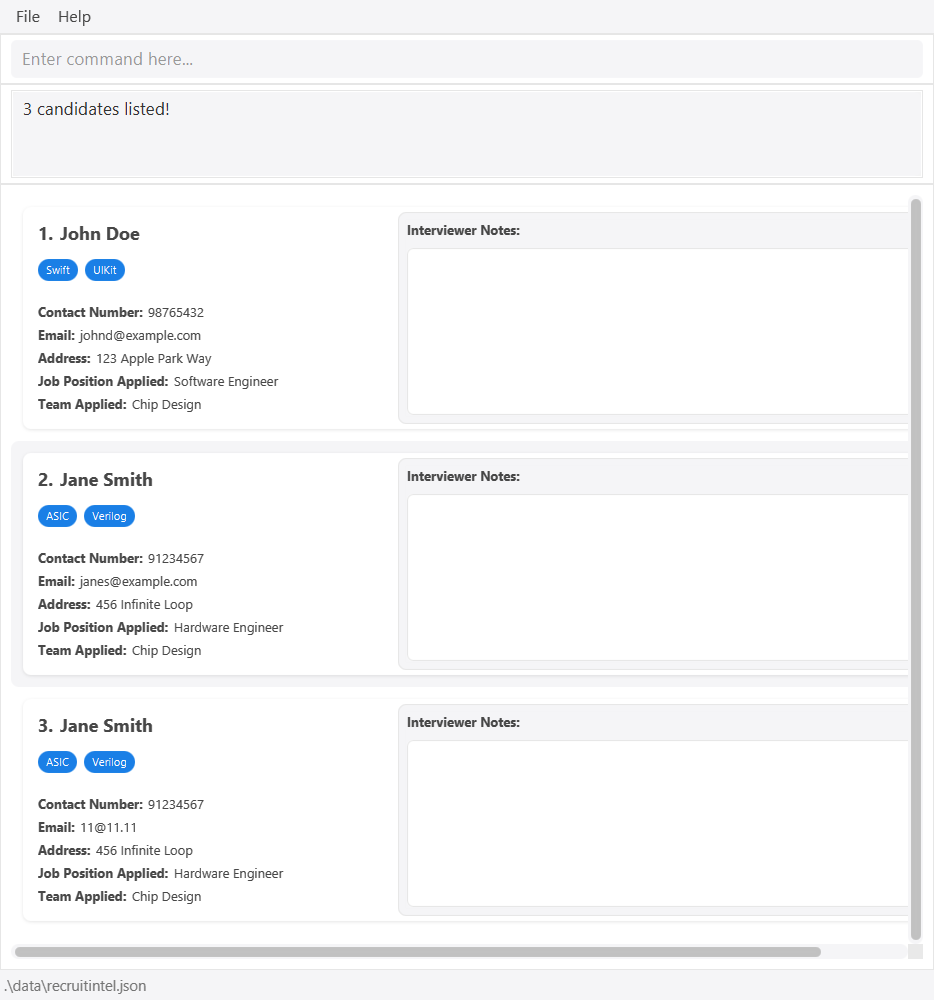 File Help
Enter command here...
3 candidates listed!
1. John Doe
Swift UIKit
Contact Number: 98765432
Email: johnd@example.com
Address: 123 Apple Park Way
Job Position Applied: Software Engineer
Team Applied: Chip Design
Interviewer Notes:
2. Jane Smith
ASIC Verilog
Contact Number: 91234567
Email: janes@example.com
Address: 456 Infinite Loop
Job Position Applied: Hardware Engineer
Team Applied: Chip Design
Interviewer Notes:
3. Jane Smith
ASIC Verilog
Contact Number: 91234567
Email: 11@11.11
Address: 456 Infinite Loop
Job Position Applied: Hardware Engineer
Team Applied: Chip Design
Interviewer Notes:
.\data\recruitintel.json